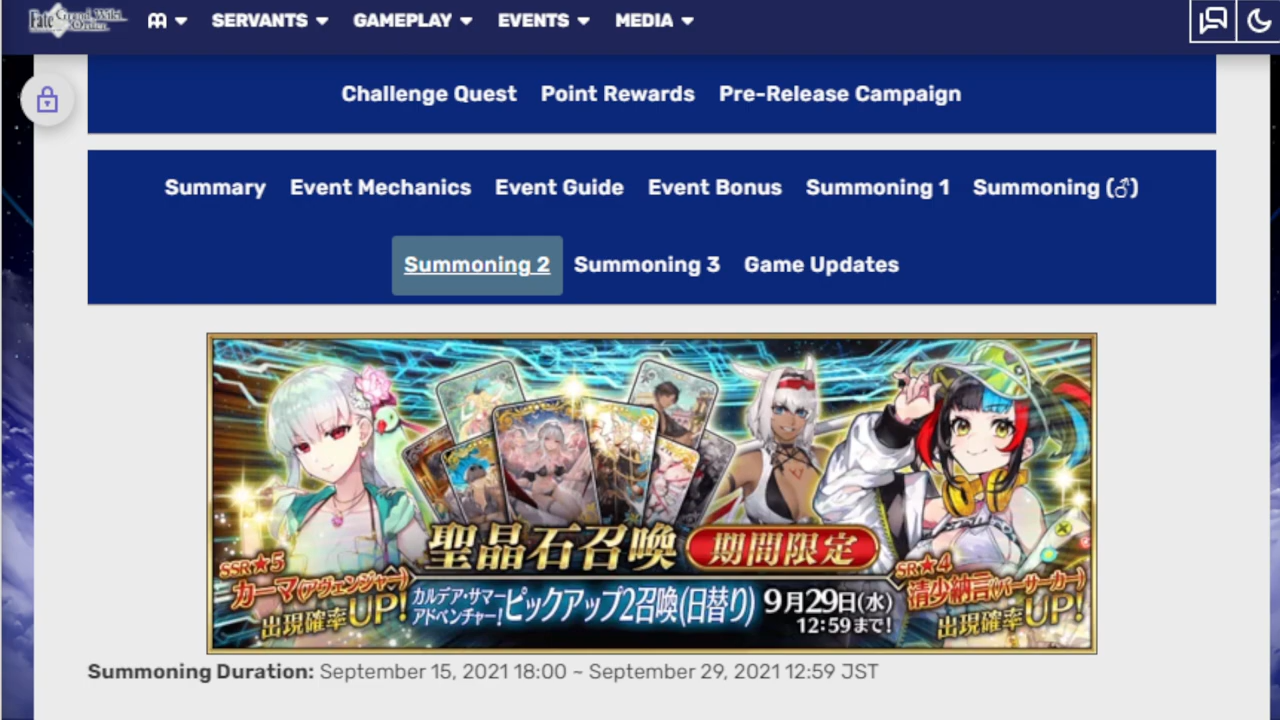 Fate Grand Order Wiki
SERVANTS GAMEPLAY EVENTS MEDIA
Challenge Quest Point Rewards Pre-Release Campaign
Summary Event Mechanics Event Guide Event Bonus Summoning 1 Summoning (♂)
Summoning 2 Summoning 3 Game Updates
聖晶石召喚 期間限定
SSR★5
カーマ(アヴェンジャー)
出現確率UP!
カルデア・サマー
アドベンチャー!
ピックアップ2召喚(日替り)
9月29日(水)
12:59まで!
SR★4
清少納言(バーサーカー)
出現確率UP!
Summoning Duration: September 15, 2021 18:00 ~ September 29, 2021 12:59 JST